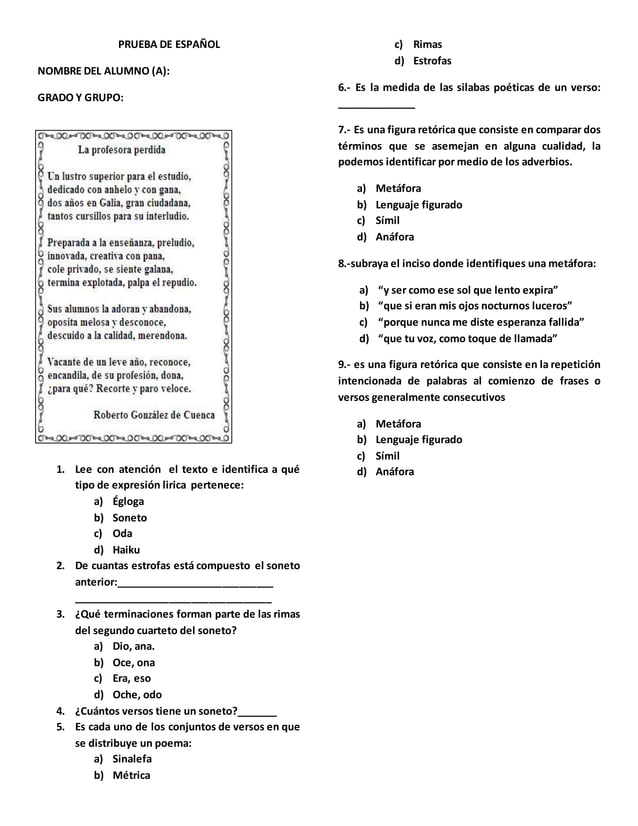 PRUEBA DE ESPAÑOL
NOMBRE DEL ALUMNO (A):
GRADO Y GRUPO:
La profesora perdida
Un lustro superior para el estudio,
dedicado con anhelo y con gana,
dos años en Galia, gran ciudadana,
tantos cursillos para su interludio.
Preparada a la enseñanza, preludio,
innovada, creativa con pana,
cole privado, se siente galana,
termina explotada, palpa el repudio.
Sus alumnos la adoran y abandona,
oposita melosa y desconoce,
descuido a la calidad, merendona.
Vacante de un leve año, reconoce,
encandila, de su profesión, dona,
¿para qué? Recorte y paro veloce.
Roberto González de Cuenca
1. Lee con atención el texto e identifica a qué
tipo de expresión lirica pertenece:
a) Égloga
b) Soneto
c) Oda
d) Haiku
2. De cuantas estrofas está compuesto el soneto
anterior:___________________________
__________________________________
3. ¿Qué terminaciones forman parte de las rimas
del segundo cuarteto del soneto?
a) Dio, ana.
b) Oce, ona
c) Era, eso
d) Oche, odo
4. ¿Cuántos versos tiene un soneto?_______
5. Es cada uno de los conjuntos de versos en que
se distribuye un poema:
a) Sinalefa
b) Métrica
c) Rimas
d) Estrofas
6.- Es la medida de las silabas poéticas de un verso:
_____________
7.- Es una figura retórica que consiste en comparar dos
términos que se asemejan en alguna cualidad, la
podemos identificar por medio de los adverbios.
a) Metáfora
b) Lenguaje figurado
c) Símil
d) Anáfora
8.-subraya el inciso donde identifiques una metáfora:
a) “y ser como ese sol que lento expira”
b) “que si eran mis ojos nocturnos luceros”
c) “porque nunca me diste esperanza fallida”
d) “que tu voz, como toque de llamada”
9.- es una figura retórica que consiste en la repetición
intencionada de palabras al comienzo de frases o
versos generalmente consecutivos
a) Metáfora
b) Lenguaje figurado
c) Símil
d) Anáfora